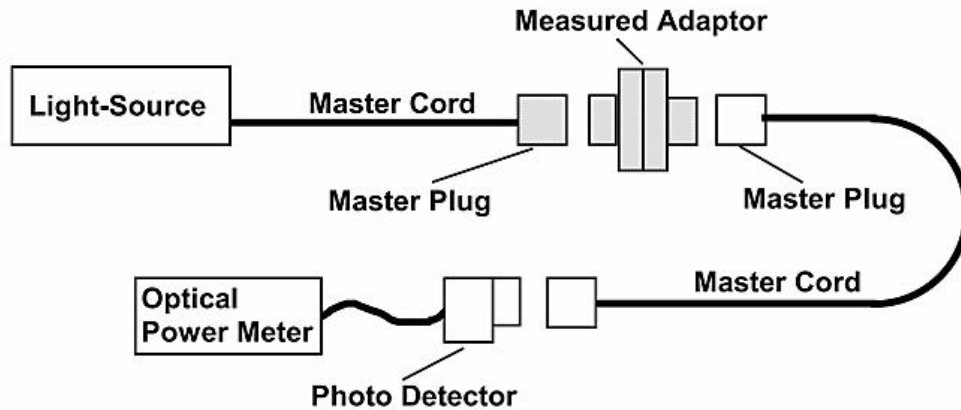 Measured Adaptor
Light-Source
Master Cord
Master Plug
Master Plug
Master Cord
Optical
Power Meter
Photo Detector